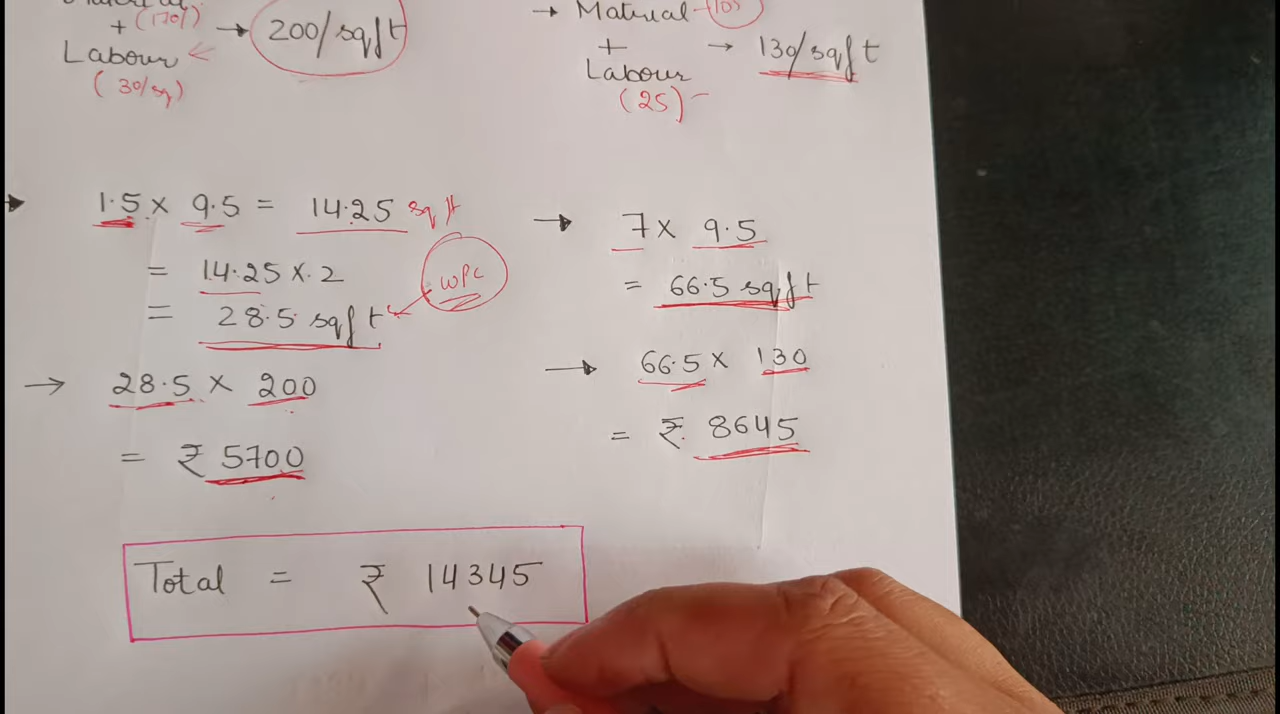 + (170/) → 200/sqft
Labour
(30/sq)
1.5 x 9.5 = 14.25 sqft
= 14.25 x 2
WPC
= 28.5 sqft
→ 28.5 x 200
= ₹ 5700
→ Material (105)
+ → 130/sqft
Labour
(25)
→ 7 x 9.5
= 66.5 sqft
→ 66.5 x 130
= ₹ 8645
Total = ₹ 14345